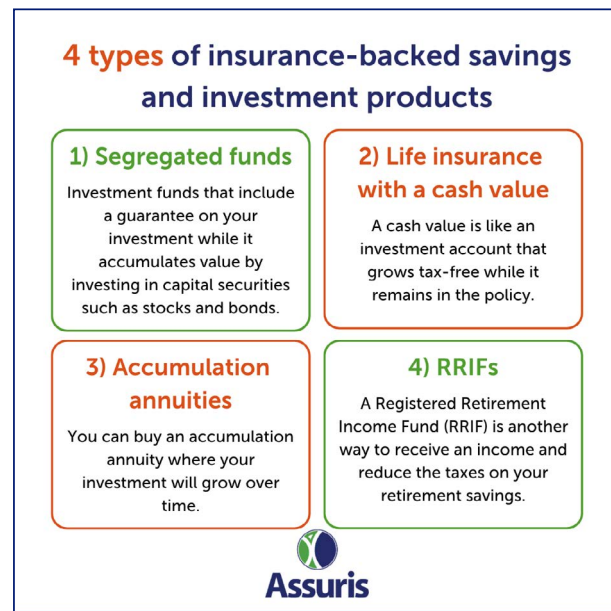 4 types of insurance-backed savings
and investment products
1) Segregated funds
Investment funds that include
a guarantee on your
investment while it
accumulates value by
investing in capital securities
such as stocks and bonds.
2) Life insurance
with a cash value
A cash value is like an
investment account that
grows tax-free while it
remains in the policy.
3) Accumulation
annuities
You can buy an accumulation
annuity where your
investment will grow over
time.
4) RRIFs
A Registered Retirement
Income Fund (RRIF) is another
way to receive an income and
reduce the taxes on your
retirement savings.
Assuris